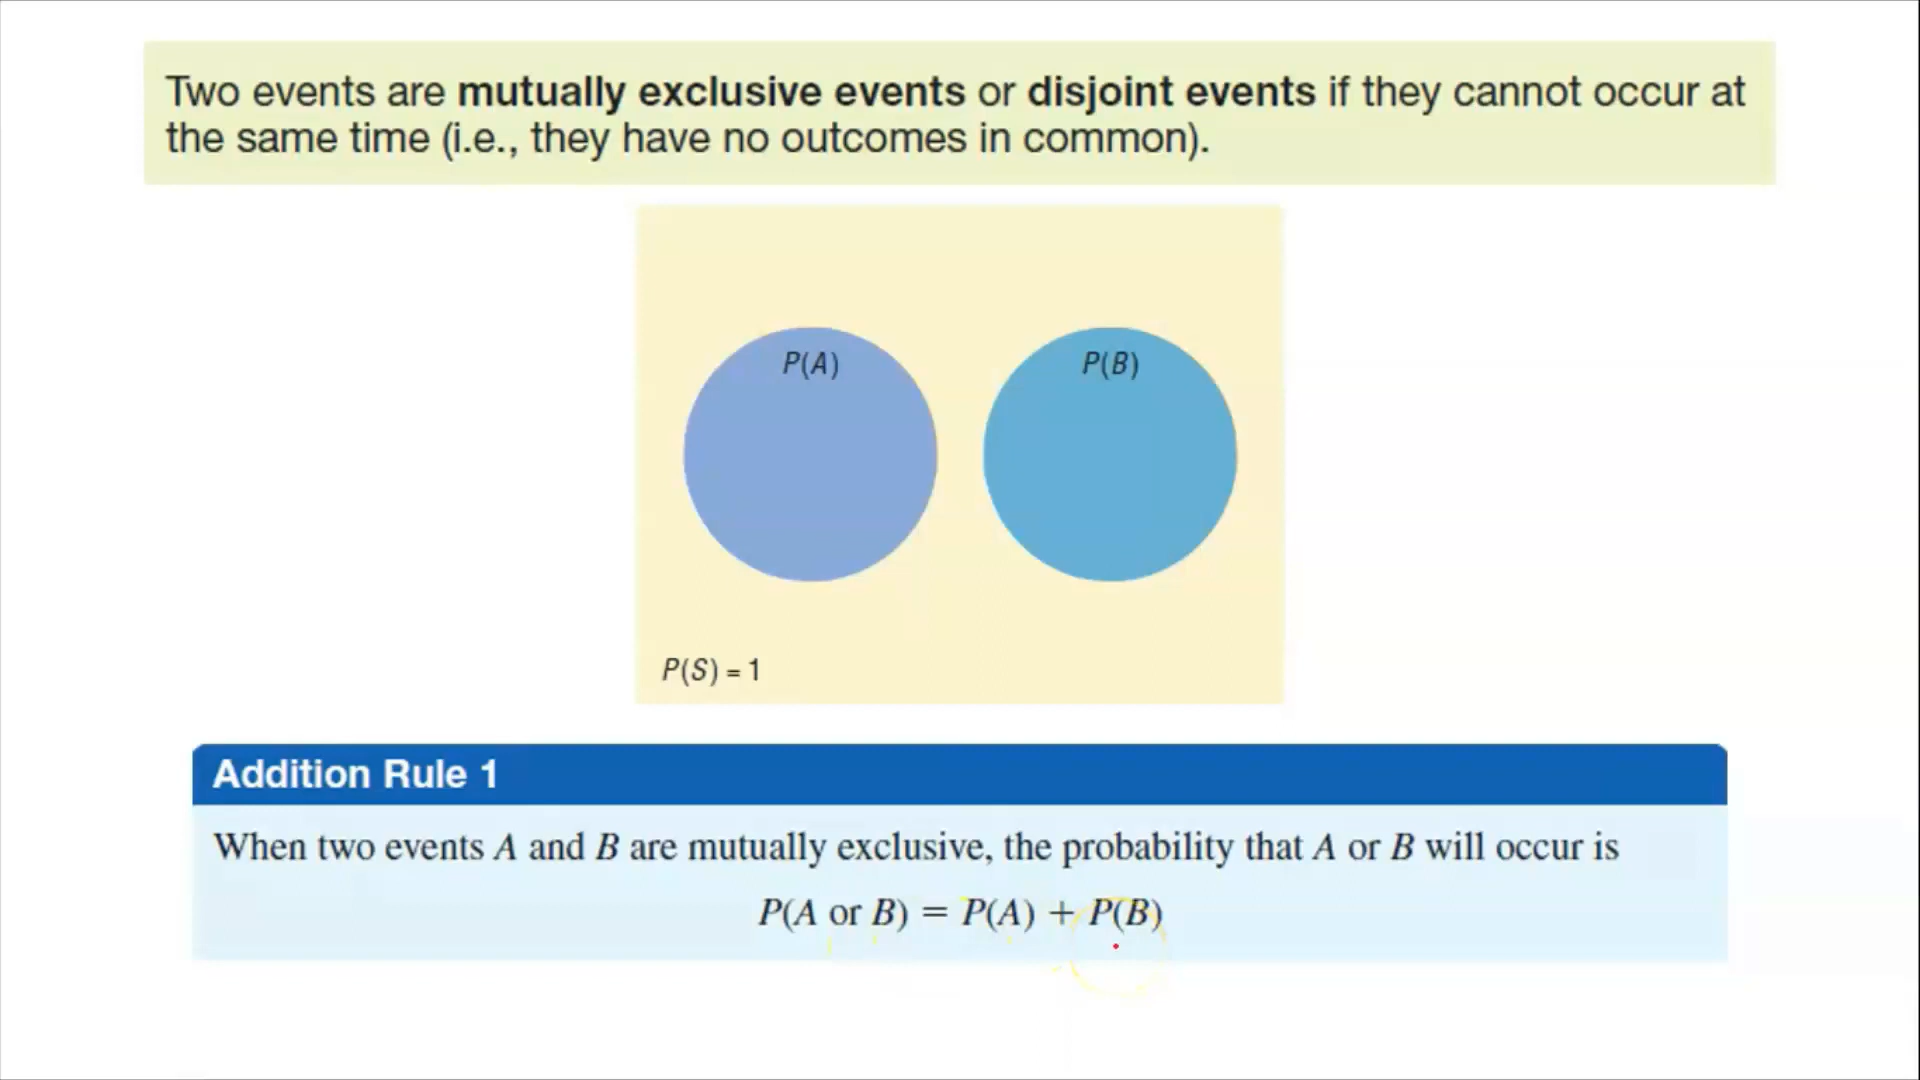 Two events are mutually exclusive events or disjoint events if they cannot occur at
the same time (i.e., they have no outcomes in common).
P(A)
P(B)
P(S) = 1
Addition Rule 1
When two events A and B are mutually exclusive, the probability that A or B will occur is
P(A or B) = P(A) + P(B)